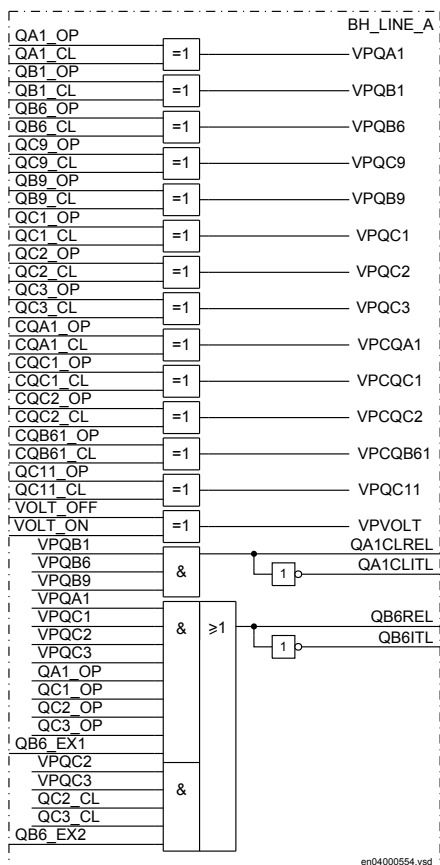 BH_LINE_A
QA1_OP
QA1_CL
=1
VPQA1
QB1_OP
QB1_CL
=1
VPQB1
QB6_OP
QB6_CL
=1
VPQB6
QC9_OP
QC9_CL
=1
VPQC9
QB9_OP
QB9_CL
=1
VPQB9
QC1_OP
QC1_CL
=1
VPQC1
QC2_OP
QC2_CL
=1
VPQC2
QC3_OP
QC3_CL
=1
VPQC3
CQA1_OP
CQA1_CL
=1
VPCQA1
CQC1_OP
CQC1_CL
=1
VPCQC1
CQC2_OP
CQC2_CL
=1
VPCQC2
CQB61_OP
CQB61_CL
=1
VPCQB61
QC11_OP
QC11_CL
=1
VPQC11
VOLT_OFF
VOLT_ON
=1
VPVOLT
VPQB1
VPQB6
VPQB9
&
1
QA1CLREL
QA1CLITL
VPQA1
VPQC1
VPQC2
VPQC3
QA1_OP
QC1_OP
QC2_OP
QC3_OP
QB6_EX1
&
≥1
1
QB6REL
QB6ITL
VPQC2
VPQC3
QC2_CL
QC3_CL
QB6_EX2
&
en04000554.vsd